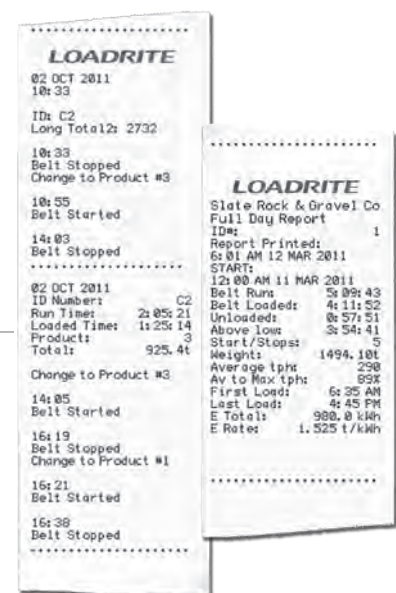 LOADRITE
02 OCT 2011
10:33
ID: C2
Long Total2: 2732
10:33
Belt Stopped
Change to Product #3
10:55
Belt Started
14:03
Belt Stopped
02 OCT 2011
ID Number: C2
Run Time: 2:05:21
Loaded Time: 1:25:14
Product: 3
Total: 925.4t
Change to Product #3
14:05
Belt Started
16:19
Belt Stopped
Change to Product #1
16:21
Belt Started
16:38
Belt Stopped
LOADRITE
Slate Rock & Gravel Co
Full Day Report
ID#: 1
Report Printed:
6:01 AM 12 MAR 2011
START:
12:00 AM 11 MAR 2011
Belt Run: 5:09:43
Belt Loaded: 4:11:52
Unloaded: 0:57:51
Above low: 3:54:41
Start/Stops: 5
Weight: 1494.10t
Average tph: 290
Av to Max tph: 89%
First Load: 6:35 AM
Last Load: 4:45 PM
E Total: 980.0 kWh
E Rate: 1.525 t/kWh